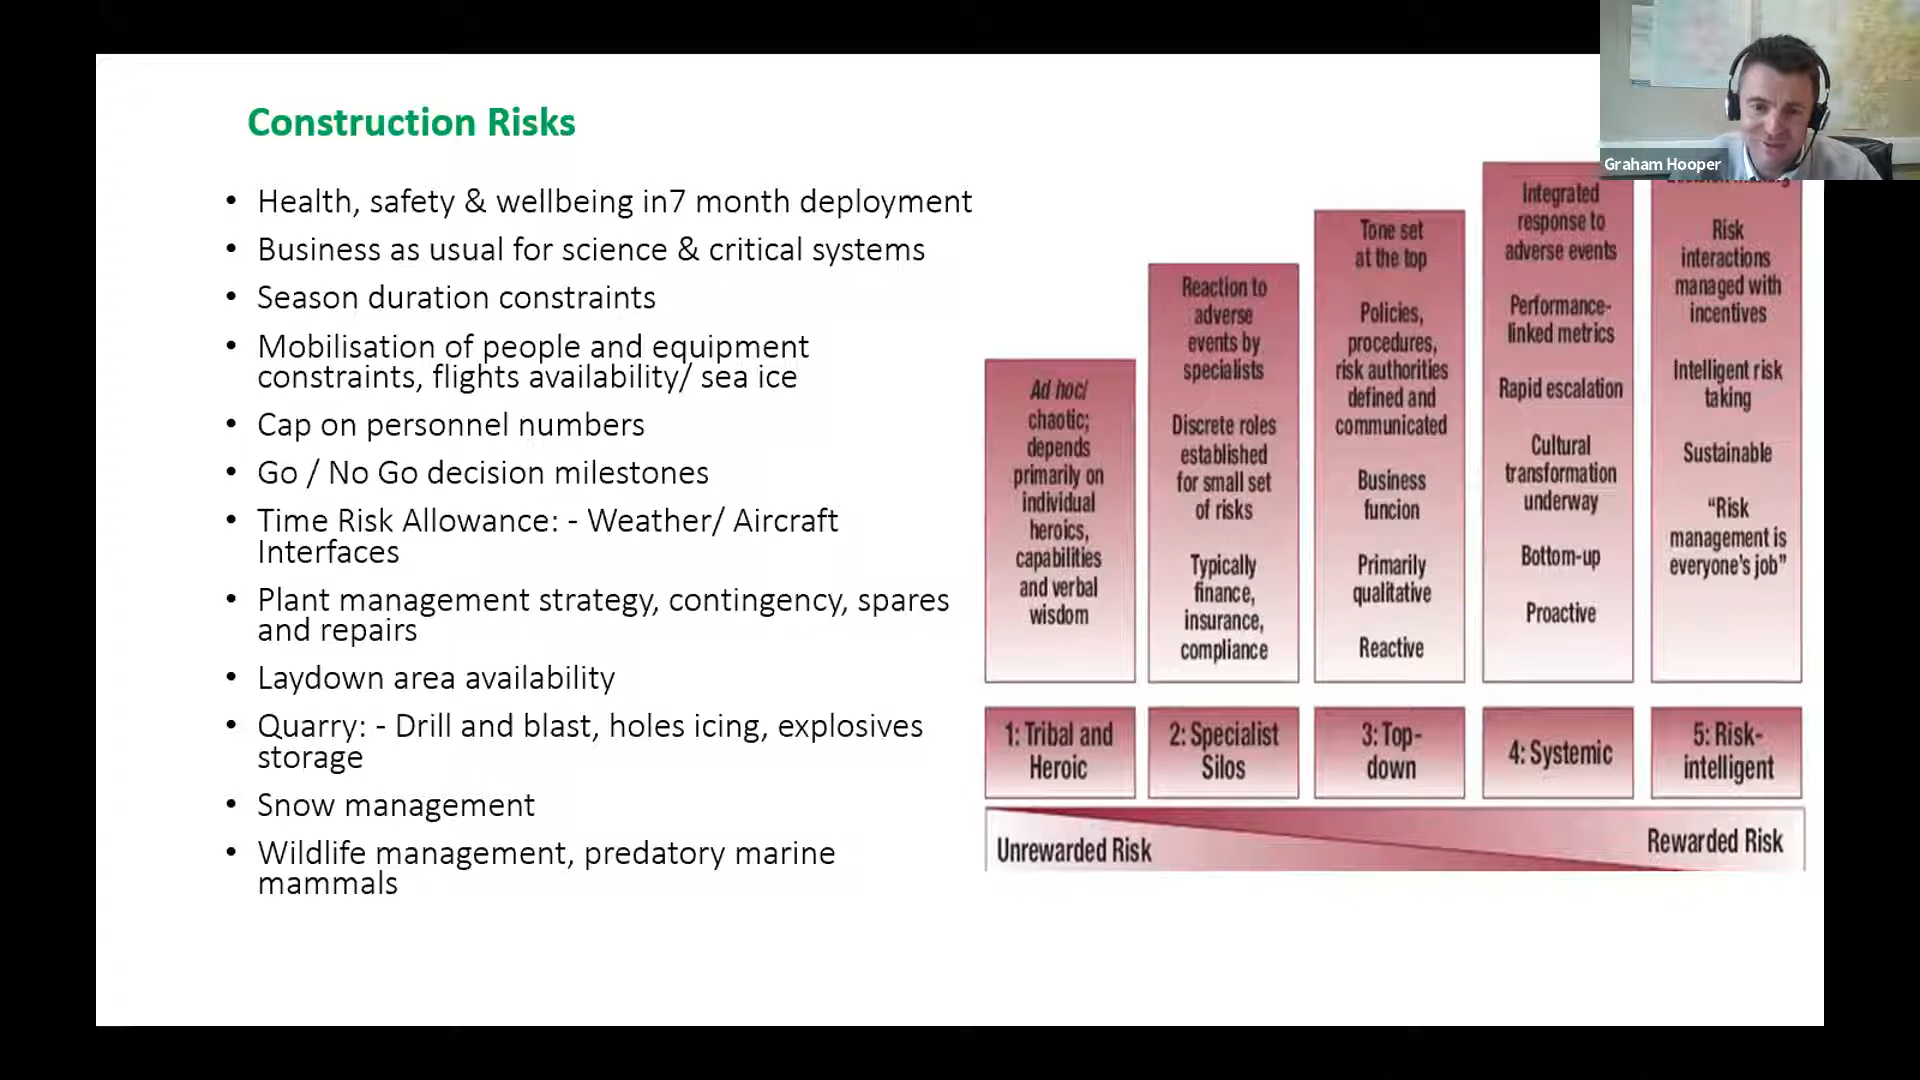 Construction Risks
• Health, safety & wellbeing in7 month deployment
• Business as usual for science & critical systems
• Season duration constraints
• Mobilisation of people and equipment
constraints, flights availability/ sea ice
• Cap on personnel numbers
• Go / No Go decision milestones
• Time Risk Allowance: - Weather/ Aircraft
Interfaces
• Plant management strategy, contingency, spares
and repairs
• Laydown area availability
• Quarry: - Drill and blast, holes icing, explosives
storage
• Snow management
• Wildlife management, predatory marine
mammals
Ad hoc/
chaotic;
depends
primarily on
individual
heroics,
capabilities
and verbal
wisdom
1: Tribal and
Heroic
Reaction to
adverse
events by
specialists
Discrete roles
established
for small set
of risks
Typically
finance,
insurance,
compliance
2: Specialist
Silos
Tone set
at the top
Policies,
procedures,
risk authorities
defined and
communicated
Business
funcion
Primarily
qualitative
Reactive
3: Top-
down
Integrated
response to
adverse events
Performance-
linked metrics
Rapid escalation
Cultural
transformation
underway
Bottom-up
Proactive
4: Systemic
Risk
interactions
managed with
incentives
Intelligent risk
taking
Sustainable
“Risk
management is
everyone’s job”
5: Risk-
intelligent
Unrewarded Risk
Rewarded Risk
Graham Hooper